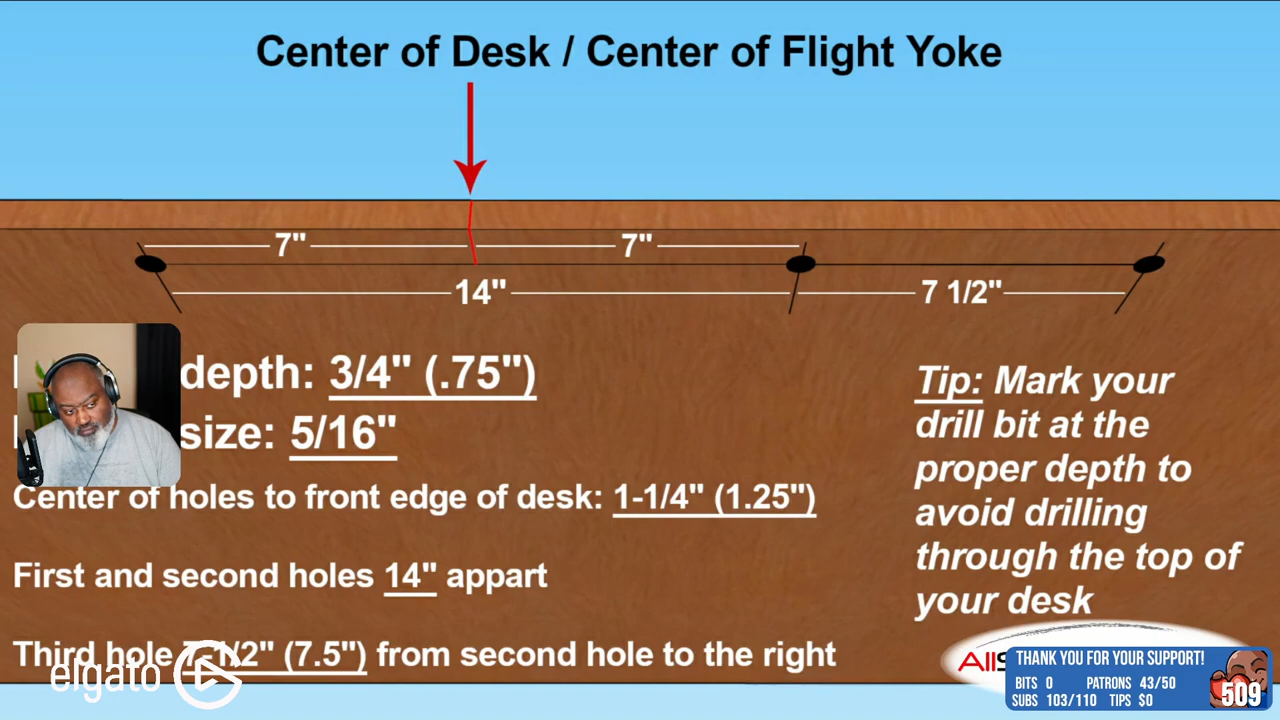 Center of Desk / Center of Flight Yoke
7" 7"
14" 7 1/2"
depth: 3/4" (.75")
size: 5/16"
Center of holes to front edge of desk: 1-1/4" (1.25")
First and second holes 14" appart
Third hole 7-1/2" (7.5") from second hole to the right
Tip: Mark your
drill bit at the
proper depth to
avoid drilling
through the top of
your desk
elgato
THANK YOU FOR YOUR SUPPORT!
BITS 0 PATRONS 43/50
SUBS 103/110 TIPS $0
509